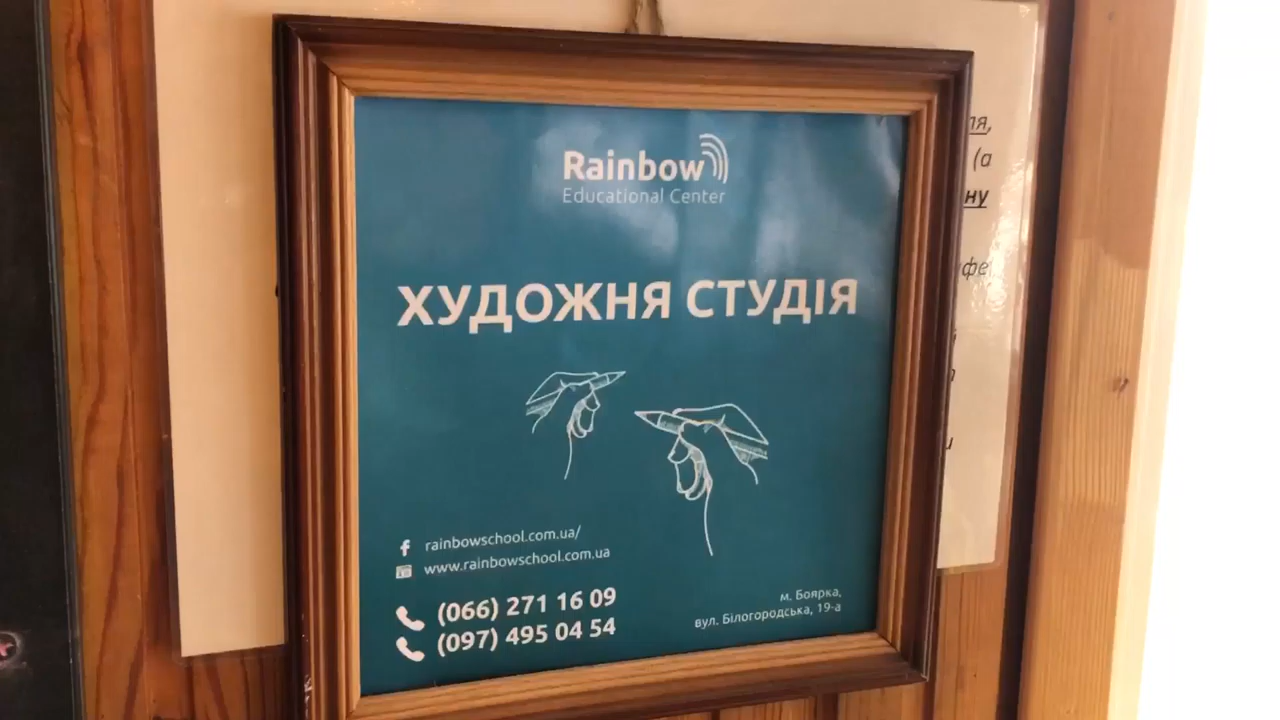 Rainbow
Educational Center
ХУДОЖНЯ СТУДІЯ
rainbowschool.com.ua/
www.rainbowschool.com.ua
(066) 271 16 09
(097) 495 04 54
м. Боярка,
вул. Білогородська, 19-а
(а
ну